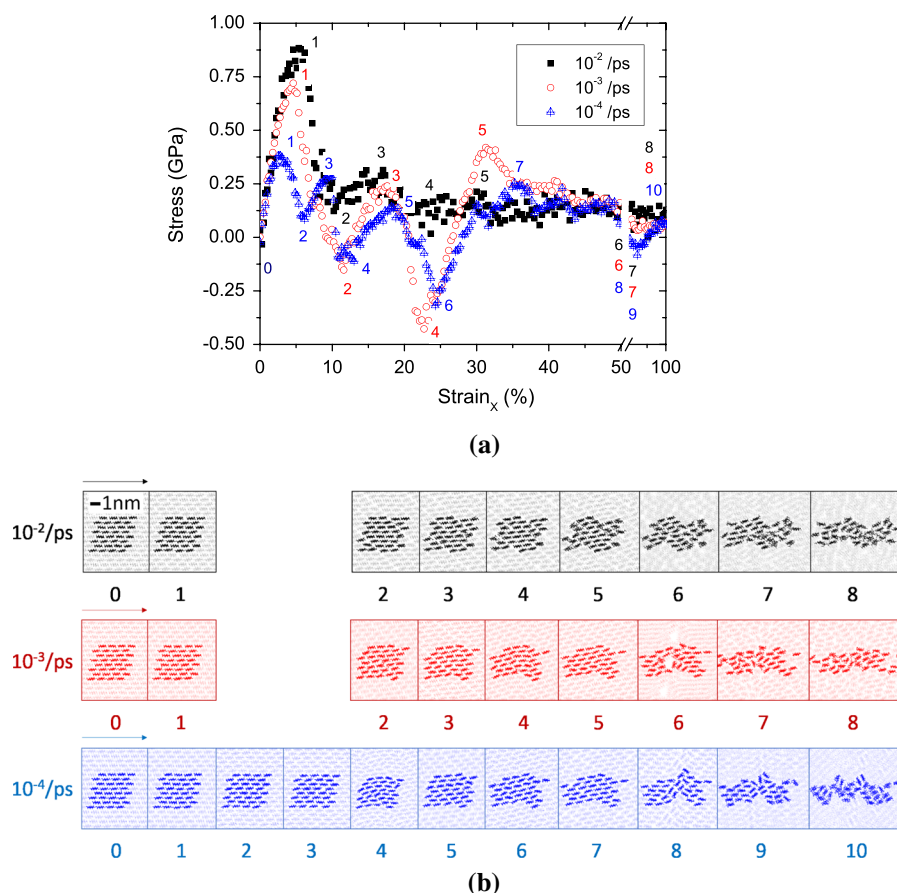 1.00
0.75
0.50
0.25
0.00
-0.25
-0.50
Stress (GPa)
10⁻² /ps
10⁻³ /ps
10⁻⁴ /ps
1
1
1
3
3
3
2
2
0
4
2
5
4
6
4
5
5
7
8
8
10
6
6
8
7
7
9
0 10 20 30 40 50 100
Strainₓ (%)
(a)
1nm
10⁻²/ps
0 1 2 3 4 5 6 7 8
10⁻³/ps
0 1 2 3 4 5 6 7 8
10⁻⁴/ps
0 1 2 3 4 5 6 7 8 9 10
(b)